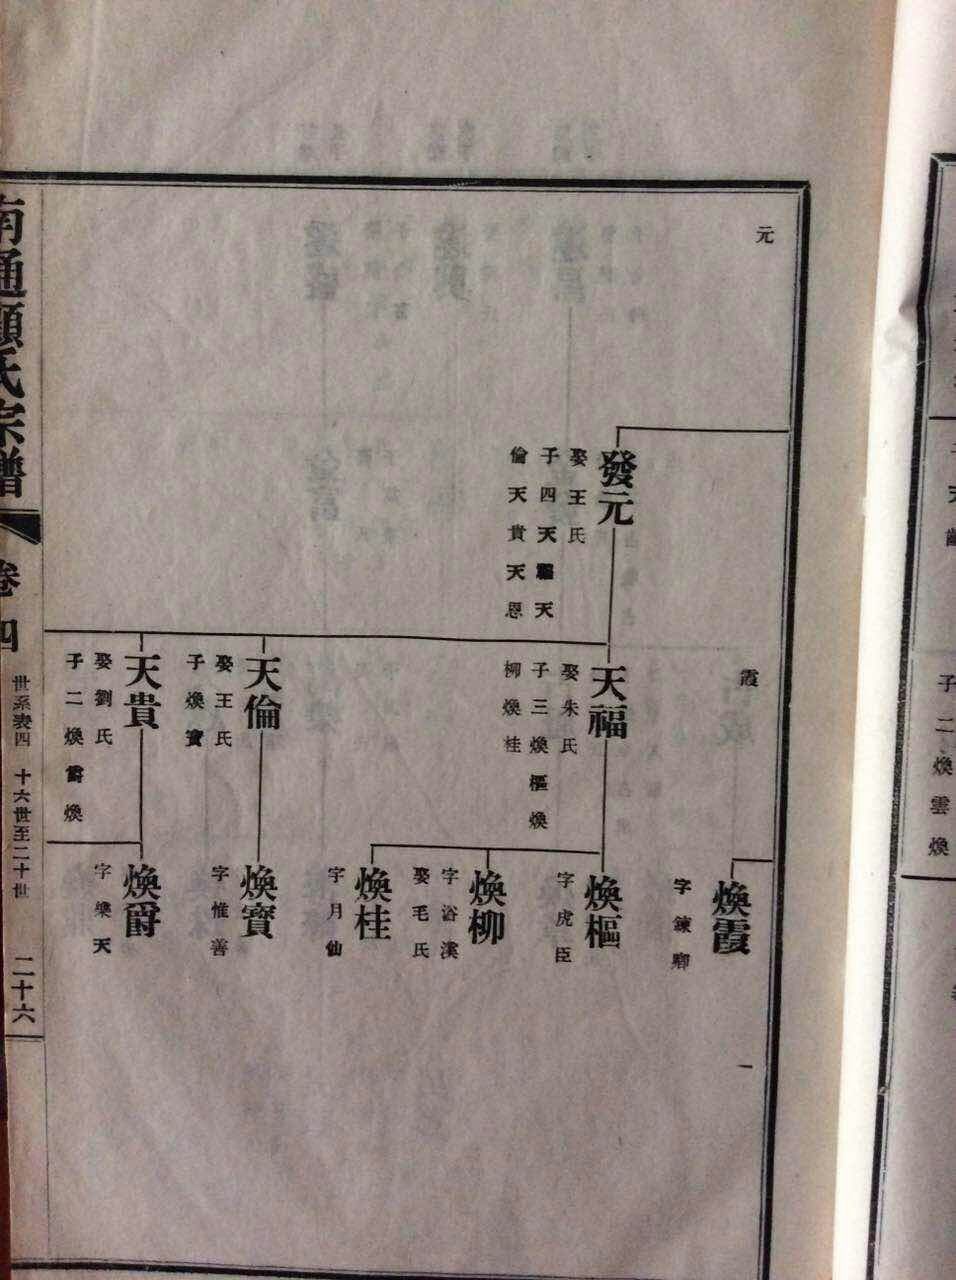 元
發元
娶王氏
子四天福天
倫天貴天恩
霞
天福
娶朱氏
子三煥樞煥
柳煥桂
天倫
娶王氏
子煥寶
天貴
娶劉氏
子二煥爵煥
煥霞
字鍊卿
煥樞
字虎臣
煥柳
字浴溪
娶毛氏
煥桂
字月仙
煥寶
字惟善
煥爵
字樂天
南通顧氏宗譜
卷四
世系表四 十六世至二十世
二十六
子二煥雲煥